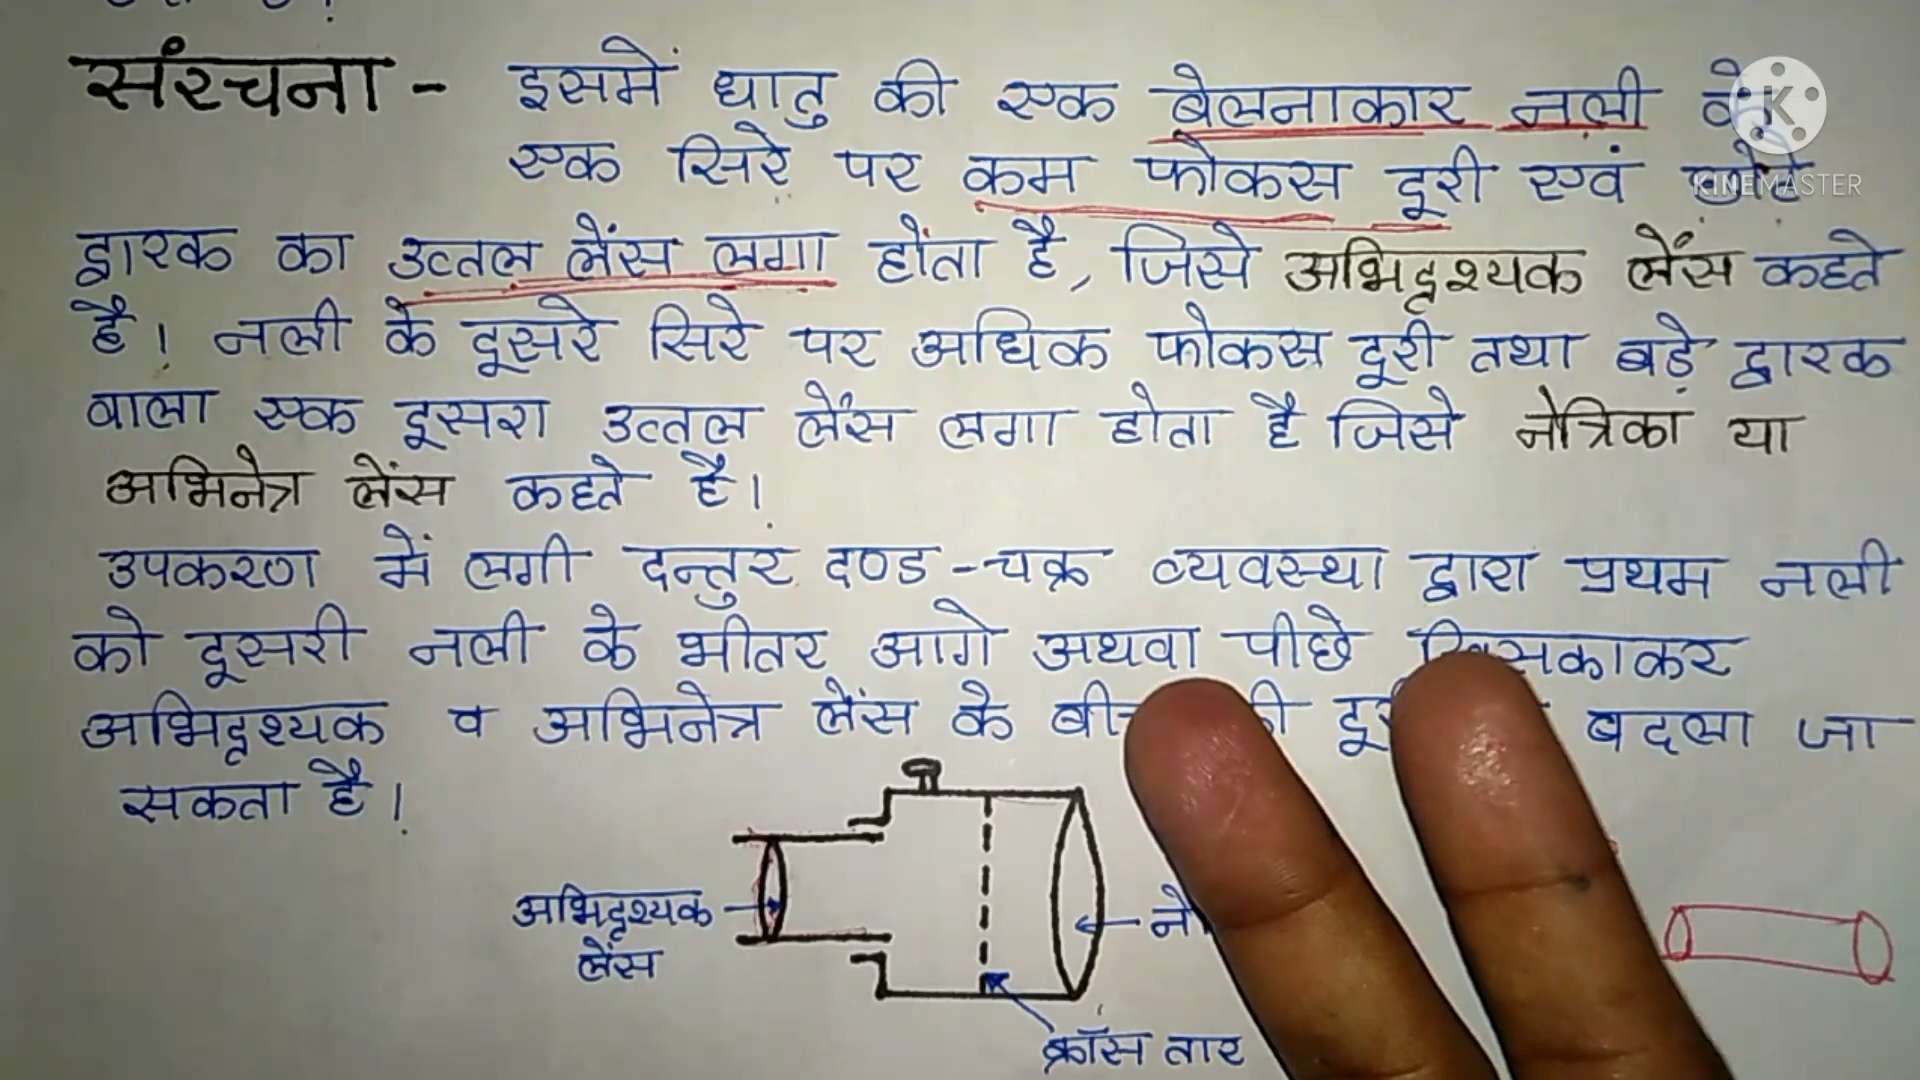 संरचना - इसमें धातु की एक बेलनाकार नली के
एक सिरे पर कम फोकस दूरी एवं छोटे
KINEMASTER
द्वारक का उत्तल लेंस लगा होता है, जिसे अभिदृश्यक लेंस कहते
है। नली के दूसरे सिरे पर अधिक फोकस दूरी तथा बड़े द्वारक
वाला एक दूसरा उत्तल लेंस लगा होता है जिसे नेत्रिका या
अभिनेत्र लेंस कहते है।
उपकरण में लगी दन्तुर दण्ड-चक्र व्यवस्था द्वारा प्रथम नली
को दूसरी नली के भीतर आगे अथवा पीछे खिसकाकर
अभिदृश्यक व अभिनेत्र लेंस के बीच की बदला जा
सकता है।
अभिदृश्यक
लेंस
क्रॉस तार